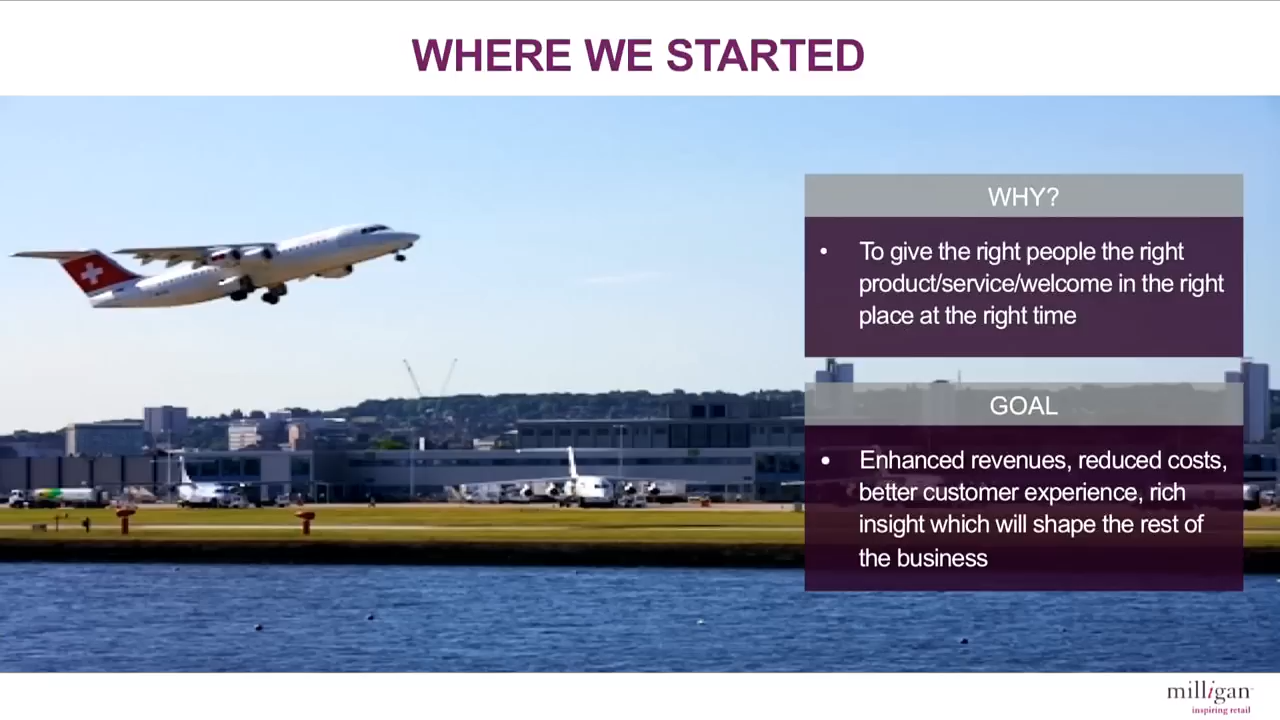 WHERE WE STARTED
WHY?
• To give the right people the right
product/service/welcome in the right
place at the right time
GOAL
• Enhanced revenues, reduced costs,
better customer experience, rich
insight which will shape the rest of
the business
milligan
inspiring retail